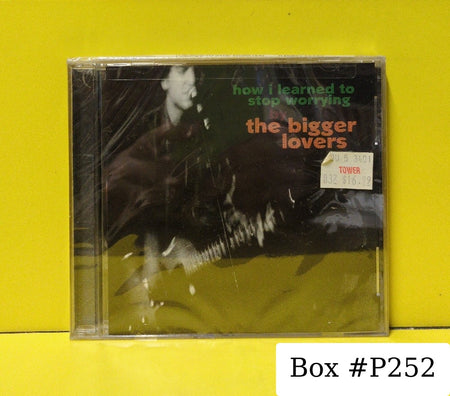 how i learned to
stop worrying
the bigger
lovers
TOWER
Box #P252